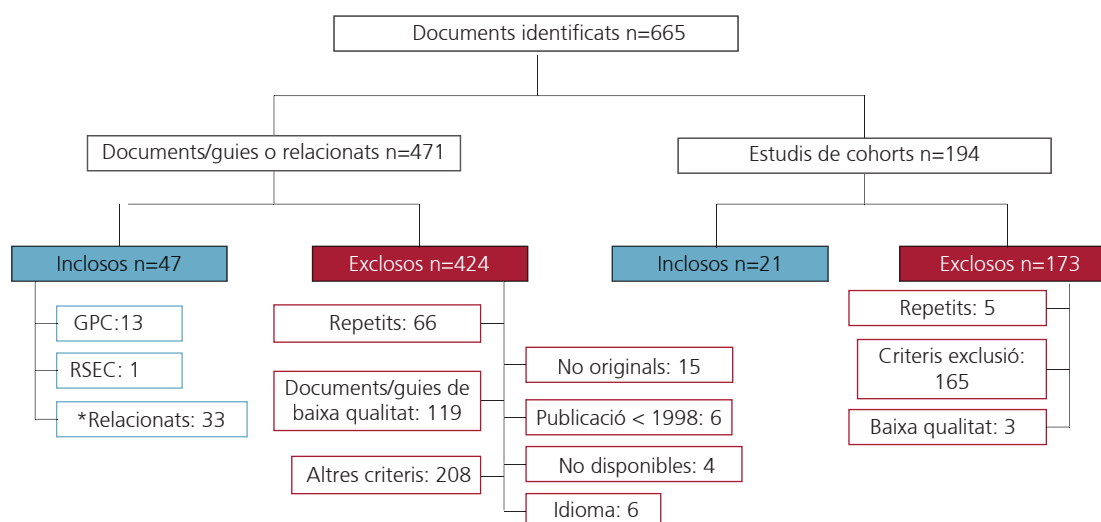 Documents identificats n=665
Documents/guies o relacionats n=471
Estudis de cohorts n=194
Inclosos n=47
Exclosos n=424
Inclosos n=21
Exclosos n=173
GPC:13
RSEC: 1
*Relacionats: 33
Repetits: 66
Documents/guies de
baixa qualitat: 119
Altres criteris: 208
No originals: 15
Publicació < 1998: 6
No disponibles: 4
Idioma: 6
Repetits: 5
Criteris exclusió:
165
Baixa qualitat: 3